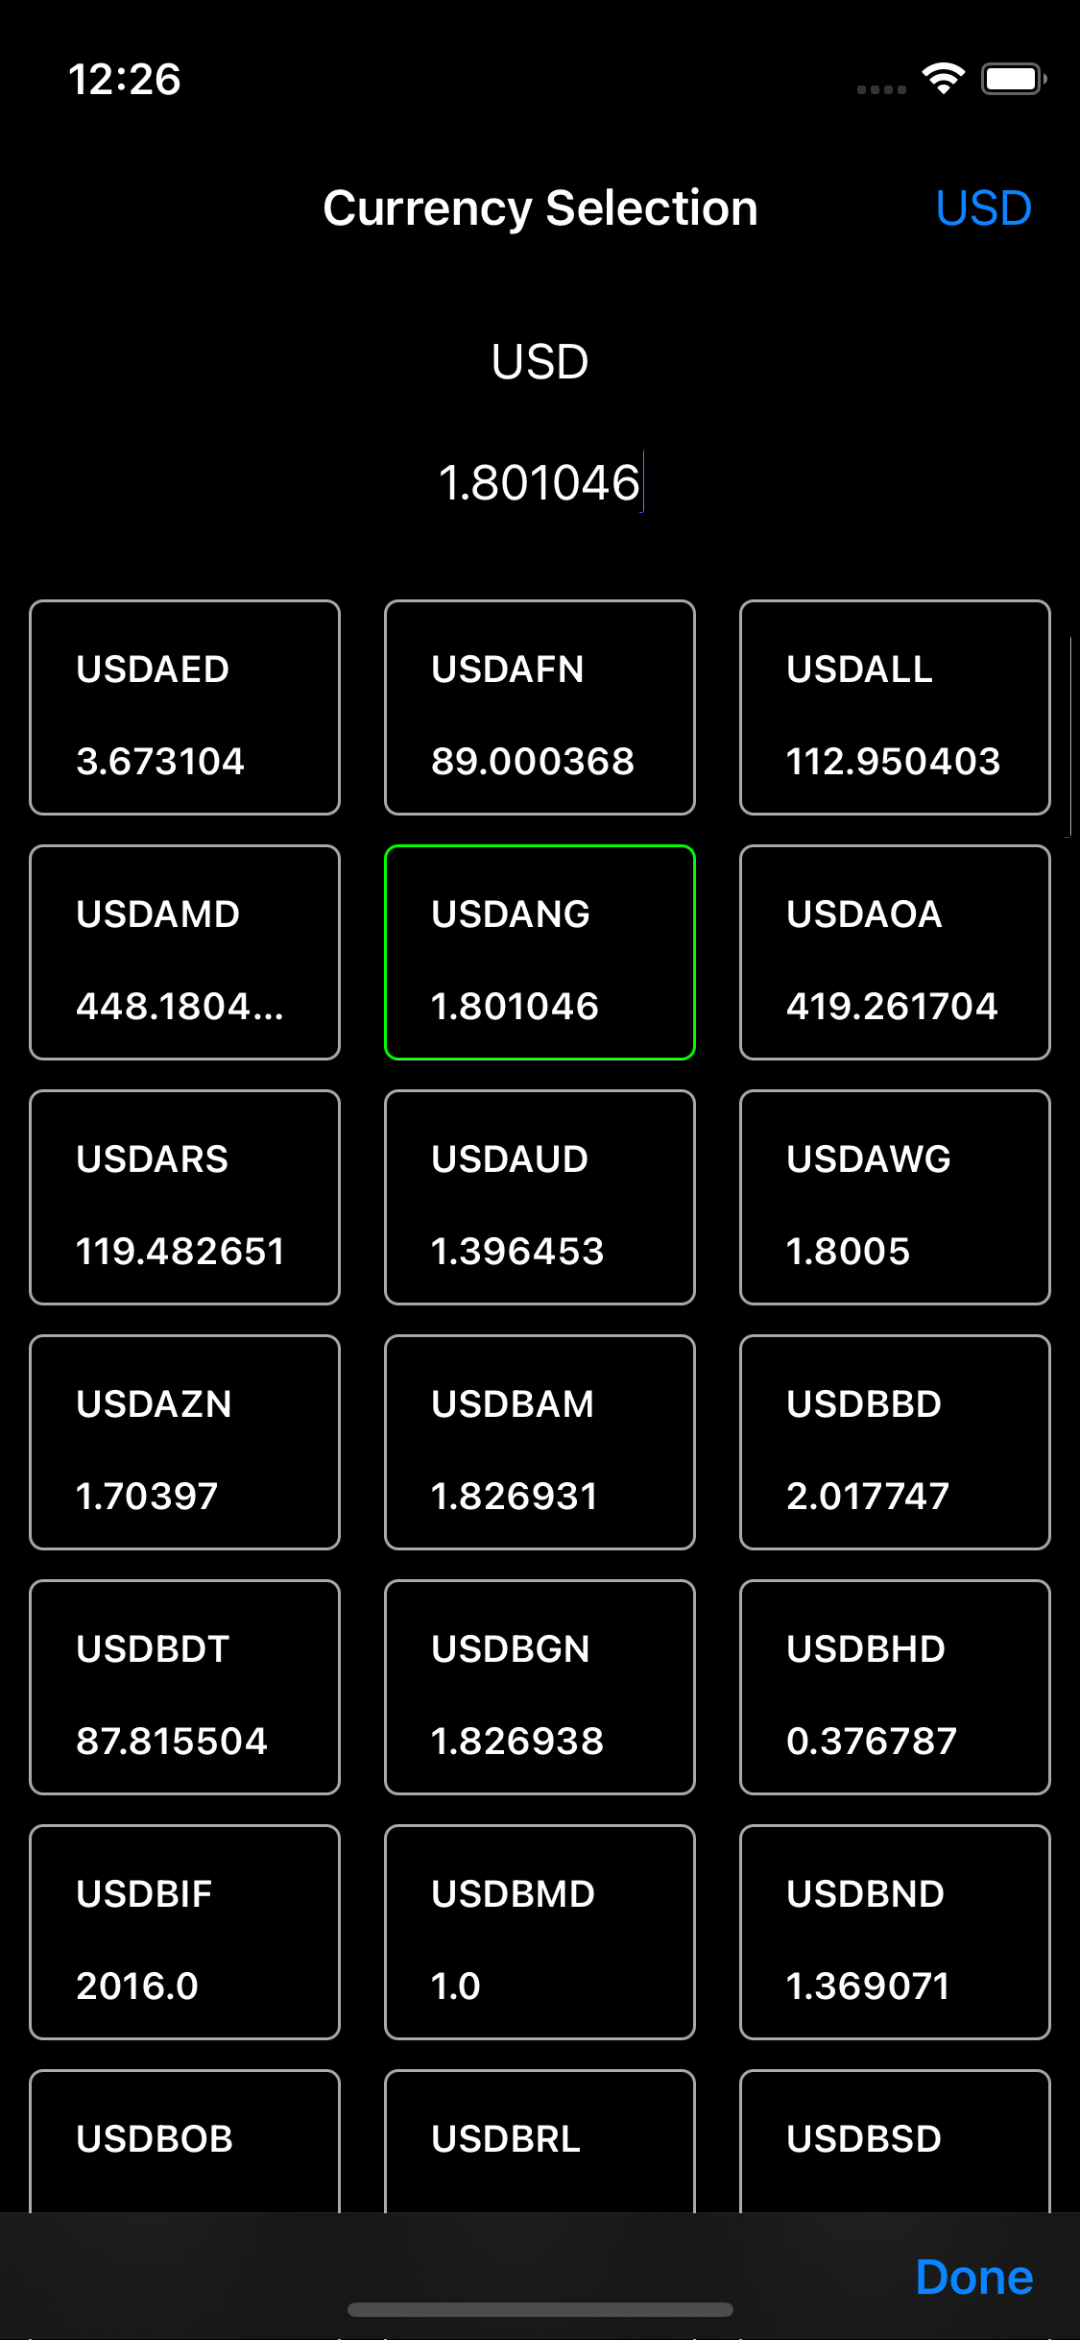 12:26
Currency Selection USD
USD
1.801046
USDAED USDAFN USDALL
3.673104 89.000368 112.950403
USDAMD USDANG USDAOA
448.1804... 1.801046 419.261704
USDARS USDAUD USDAWG
119.482651 1.396453 1.8005
USDAZN USDBAM USDBBD
1.70397 1.826931 2.017747
USDBDT USDBGN USDBHD
87.815504 1.826938 0.376787
USDBIF USDBMD USDBND
2016.0 1.0 1.369071
USDBOB USDBRL USDBSD
Done